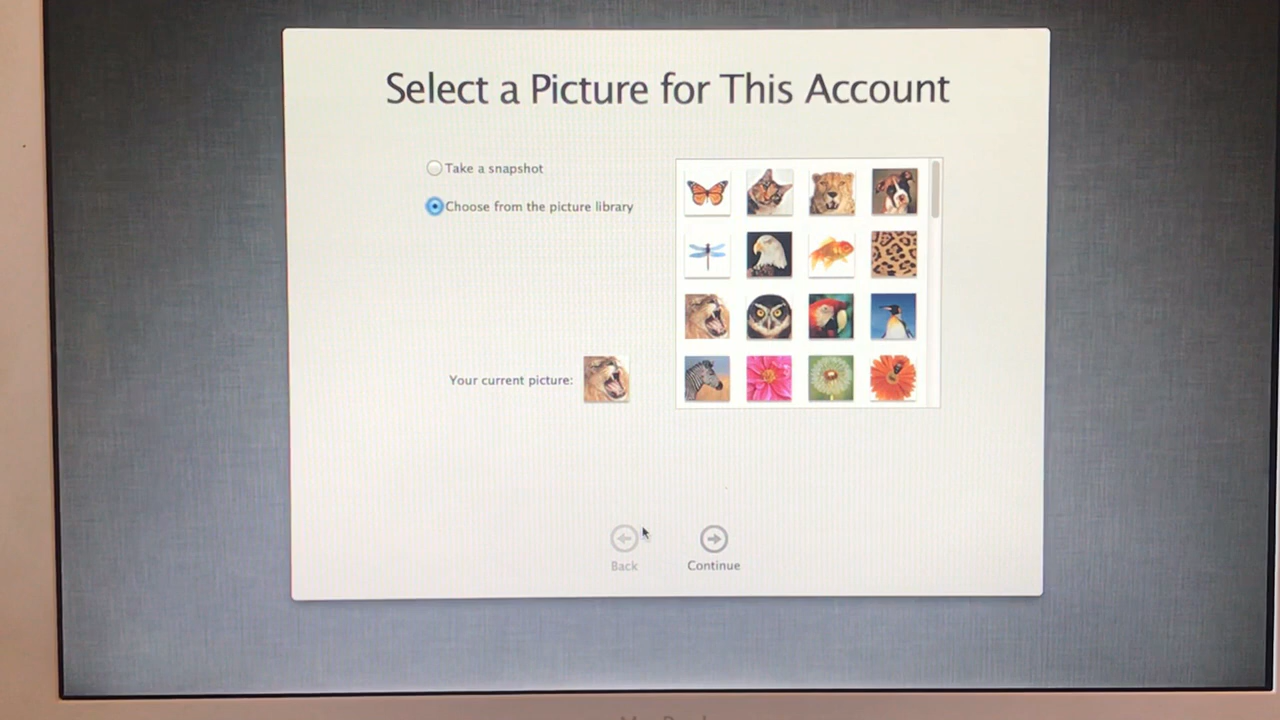 Select a Picture for This Account
Take a snapshot
Choose from the picture library
Your current picture:
Back
Continue